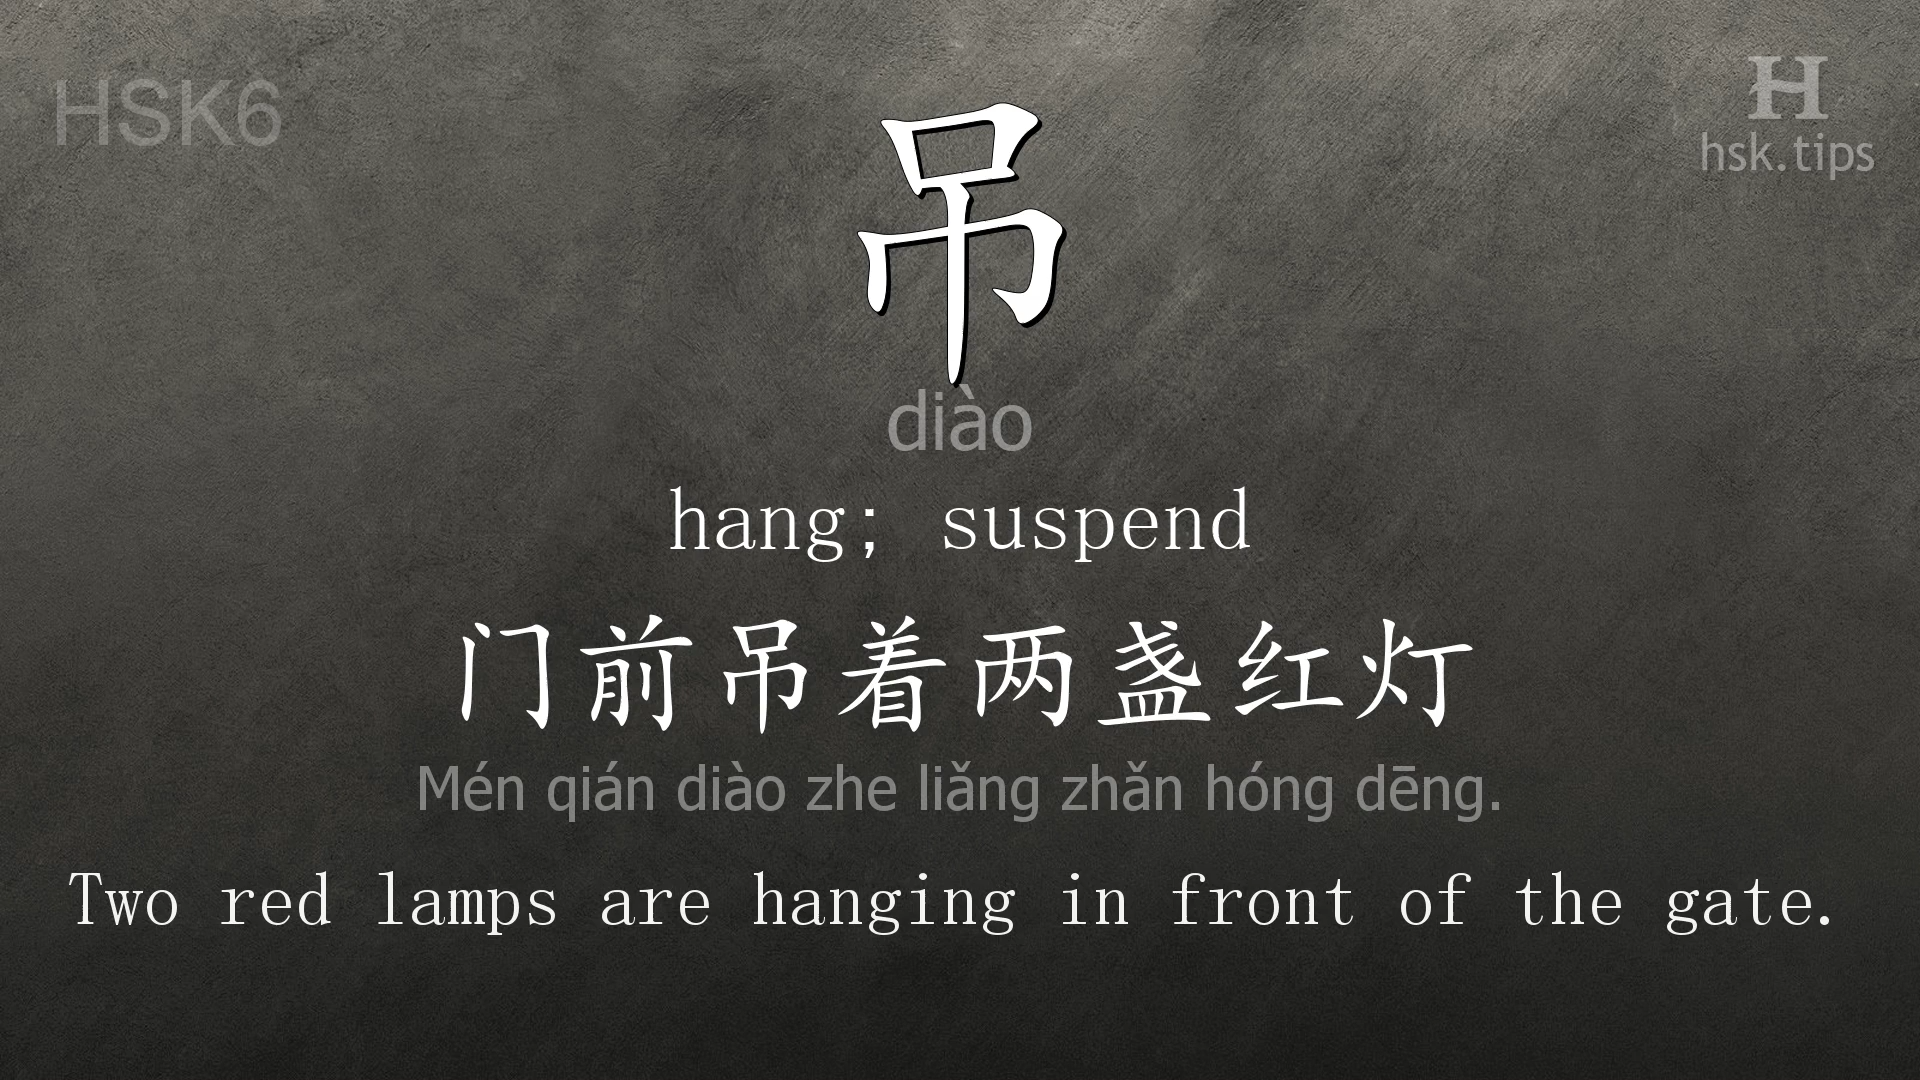 HSK6
H
hsk.tips
吊
diào
hang; suspend
门前吊着两盏红灯
Mén qián diào zhe liǎng zhǎn hóng dēng.
Two red lamps are hanging in front of the gate.